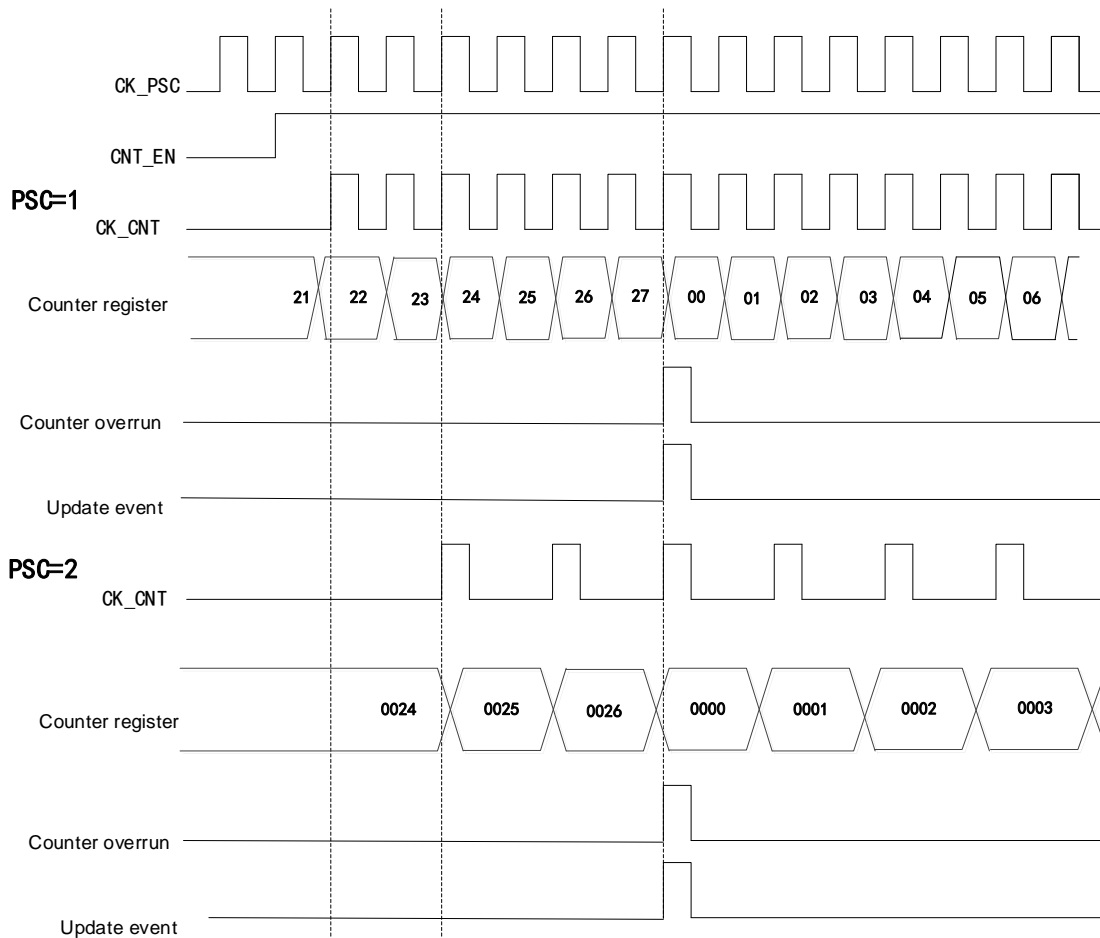 CK_PSC
CNT_EN
PSC=1
CK_CNT
Counter register 21 22 23 24 25 26 27 00 01 02 03 04 05 06
Counter overrun
Update event
PSC=2
CK_CNT
Counter register 0024 0025 0026 0000 0001 0002 0003
Counter overrun
Update event